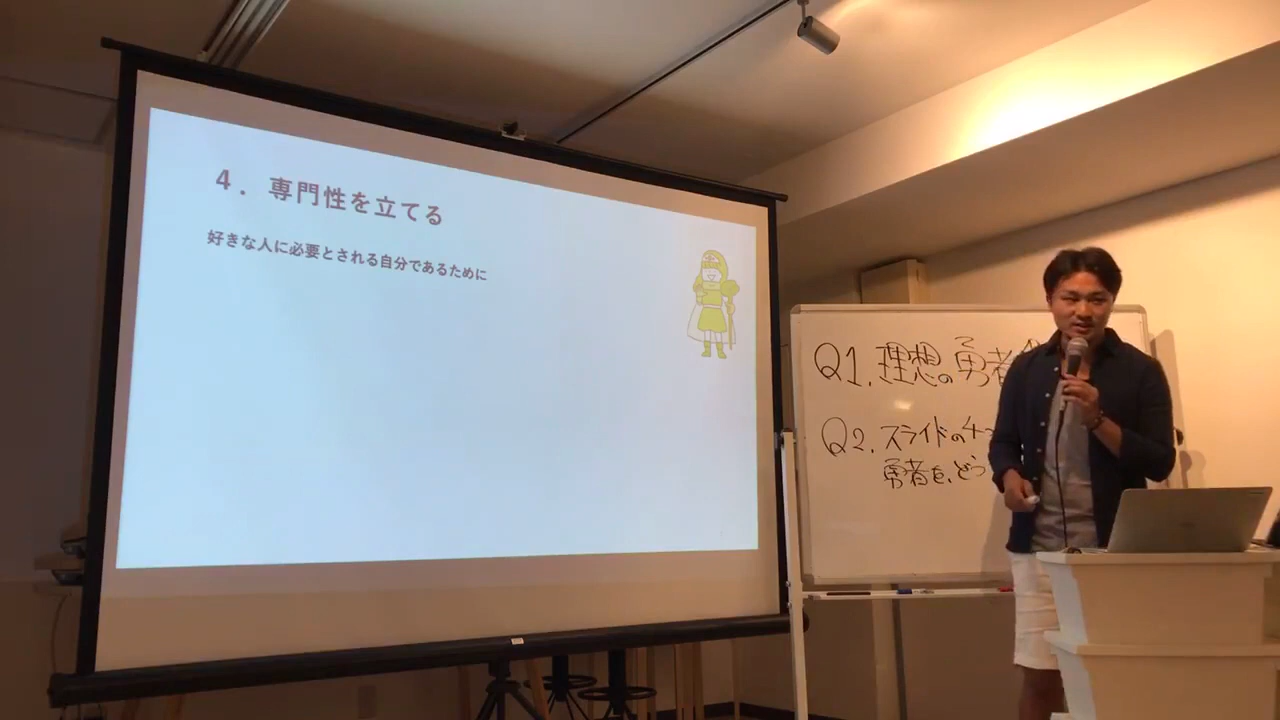 4．専門性を立てる
好きな人に必要とされる自分であるために
Q1. 理想の勇者
Q2. スライドの
勇者を、どう